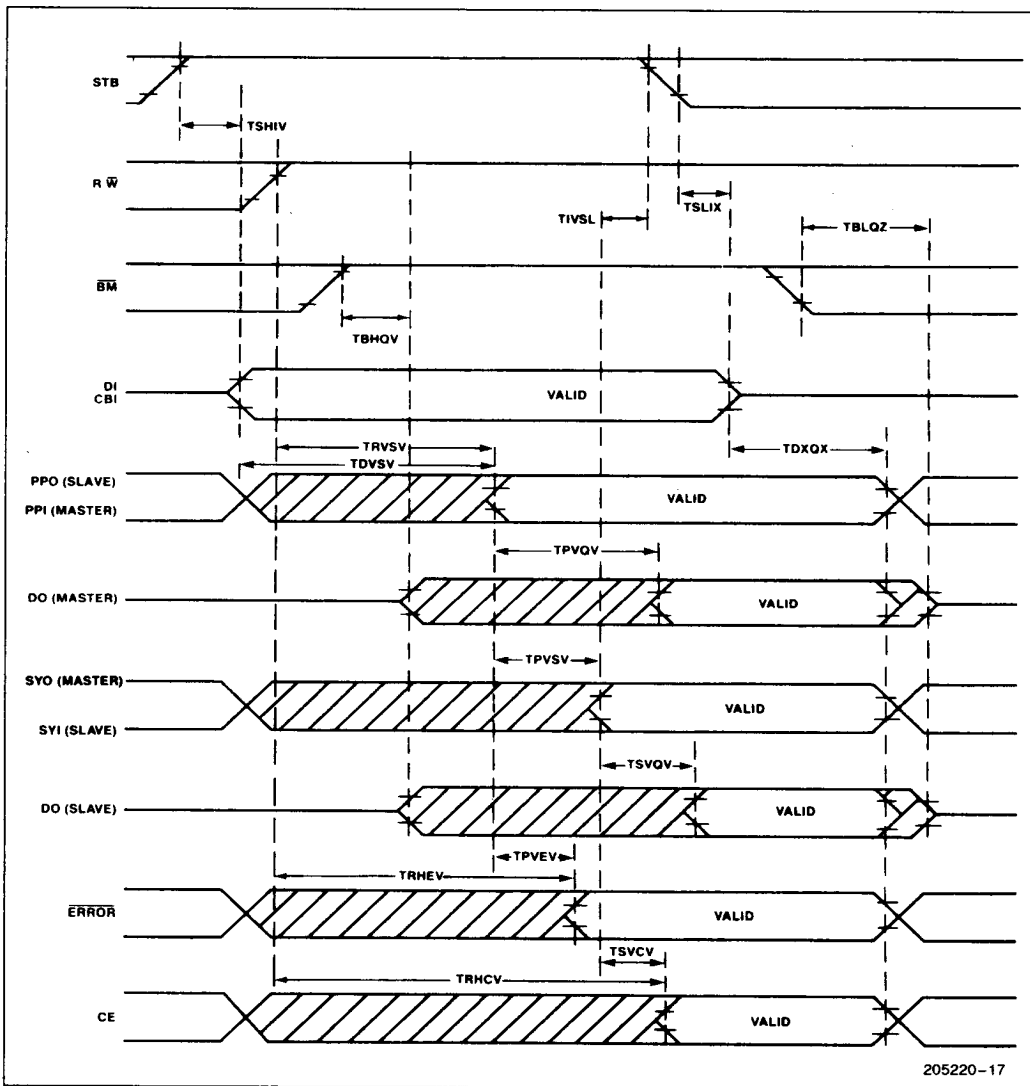 STB
TSHIV
R W̅
TIVSL
TSLIX
TBLQZ
B̅M̅
TBHQV
DI
CBI
VALID
TRVSV
TDVSV
TDXQX
PPO (SLAVE)
PPI (MASTER)
VALID
TPVQV
DO (MASTER)
VALID
TPVSV
SYO (MASTER)
SYI (SLAVE)
VALID
TSVQV
DO (SLAVE)
VALID
TPVEV
TRHEV
E̅R̅R̅O̅R̅
VALID
TSVCV
TRHCV
CE
VALID
205220-17